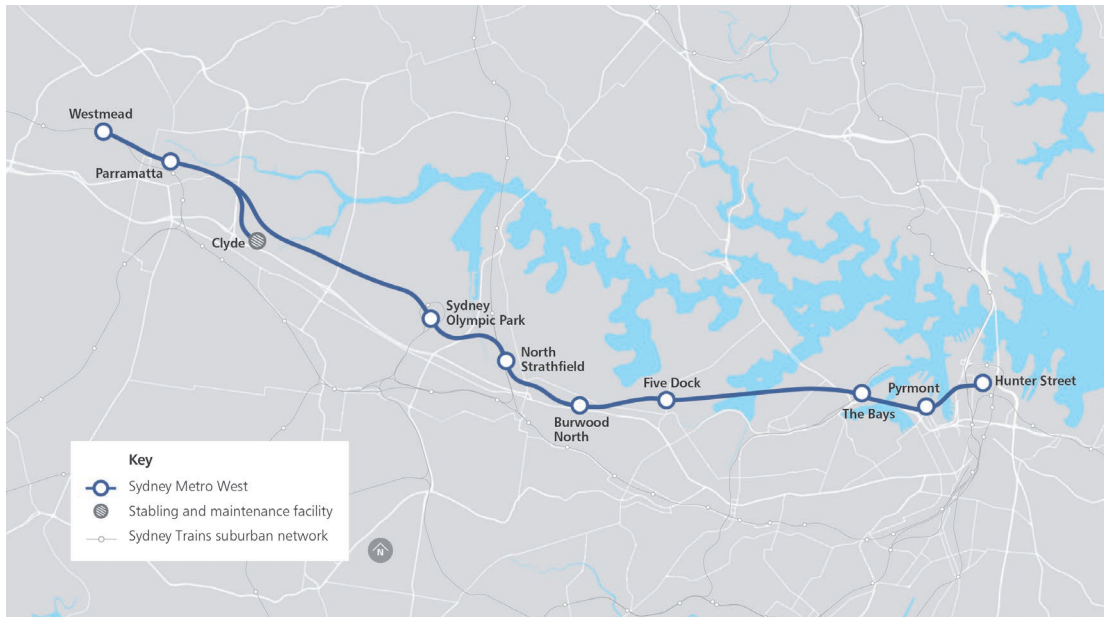 Westmead
Parramatta
Clyde
Sydney
Olympic Park
North
Strathfield
Five Dock
Burwood
North
Pyrmont
The Bays
Hunter Street
Key
Sydney Metro West
Stabling and maintenance facility
Sydney Trains suburban network
N